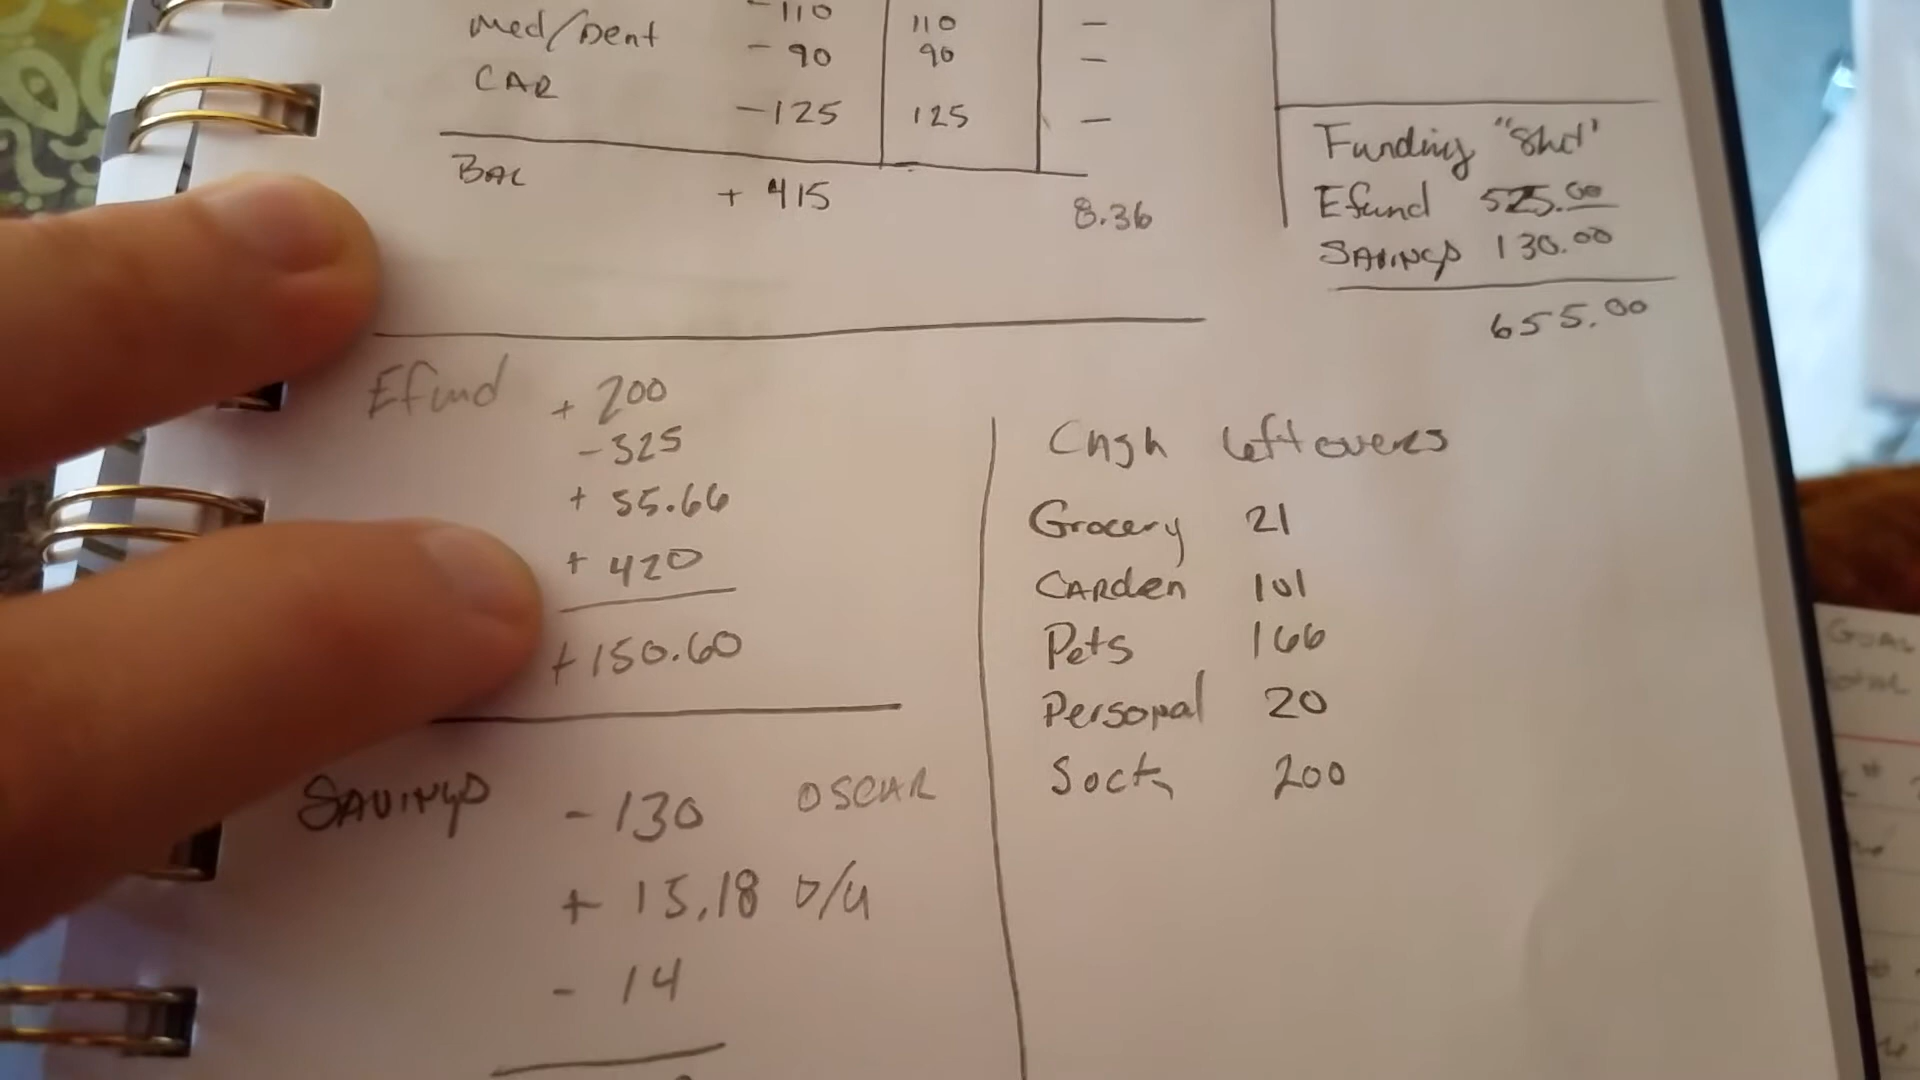 -110 110 —
Med/Dent -90 90 —
CAR -125 125 —
BAL + 415 8.36
Funding "Shct"
Efund 525.00
SAVINGS 130.00
655.00
Efund + 200
- 325
+ 55.66
+ 420
+150.60
SAVINGS - 130 OSCAR
+ 15.18 O/U
- 14
Cash leftovers
Grocery 21
GARden 101
Pets 166
Personal 20
Sock 200
GOAL